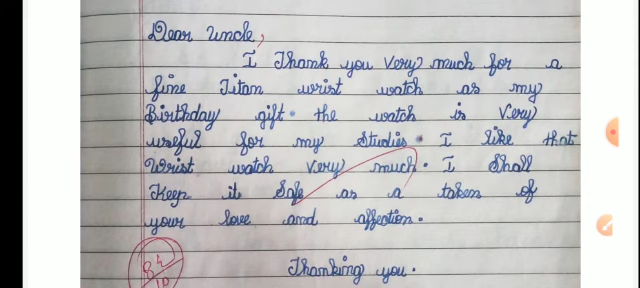 Dear Uncle,
I Thank you Very much for a
fine Titan wrist watch as my
Birthday gift. the watch is Very
useful for my Studies. I like that
Wrist watch Very much. I Shall
Keep it Safe as a taken of
your love and affection.
Thanking you.